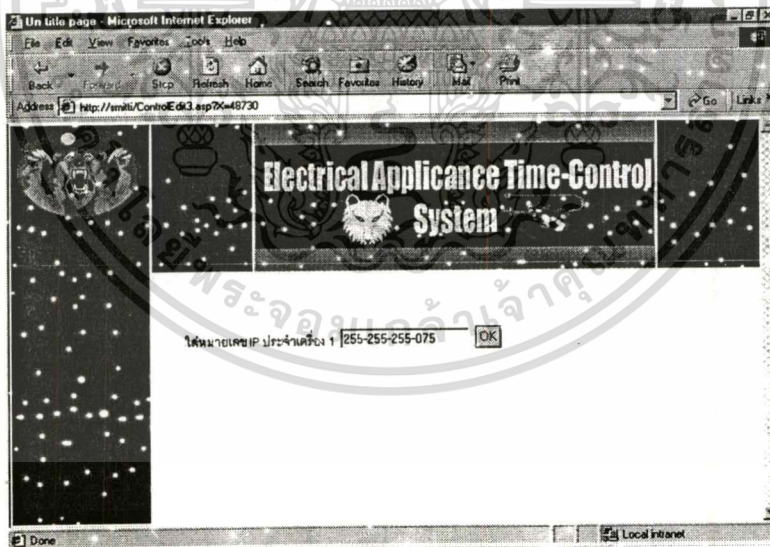 Un title page - Microsoft Internet Explorer
File Edit View Favorites Tools Help
Back Forward Stop Refresh Home Search Favorites History Mail Print
Address http://smitti/ControlEdit3.asp?X=48730 Go Links
Electrical Applicance Time-Control
System
ใส่หมายเลข IP ประจำเครื่อง 1 255-255-255-075 OK
Done Local intranet